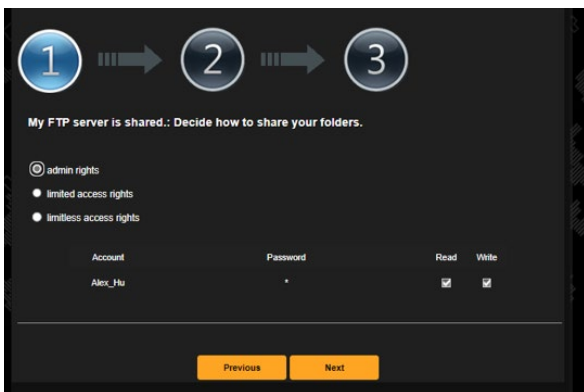 1 2 3
My FTP server is shared.: Decide how to share your folders.
admin rights
limited access rights
limitless access rights
Account Password Read Write
Alex_Hu *
Previous Next